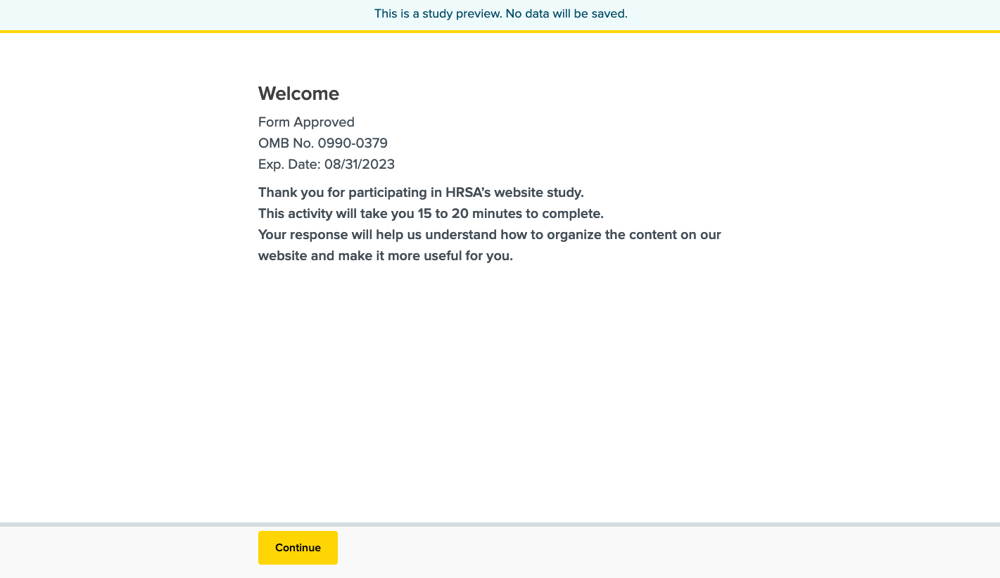 This is a study preview. No data will be saved.
Welcome
Form Approved
OMB No. 0990-0379
Exp. Date: 08/31/2023
Thank you for participating in HRSA’s website study.
This activity will take you 15 to 20 minutes to complete.
Your response will help us understand how to organize the content on our
website and make it more useful for you.
Continue